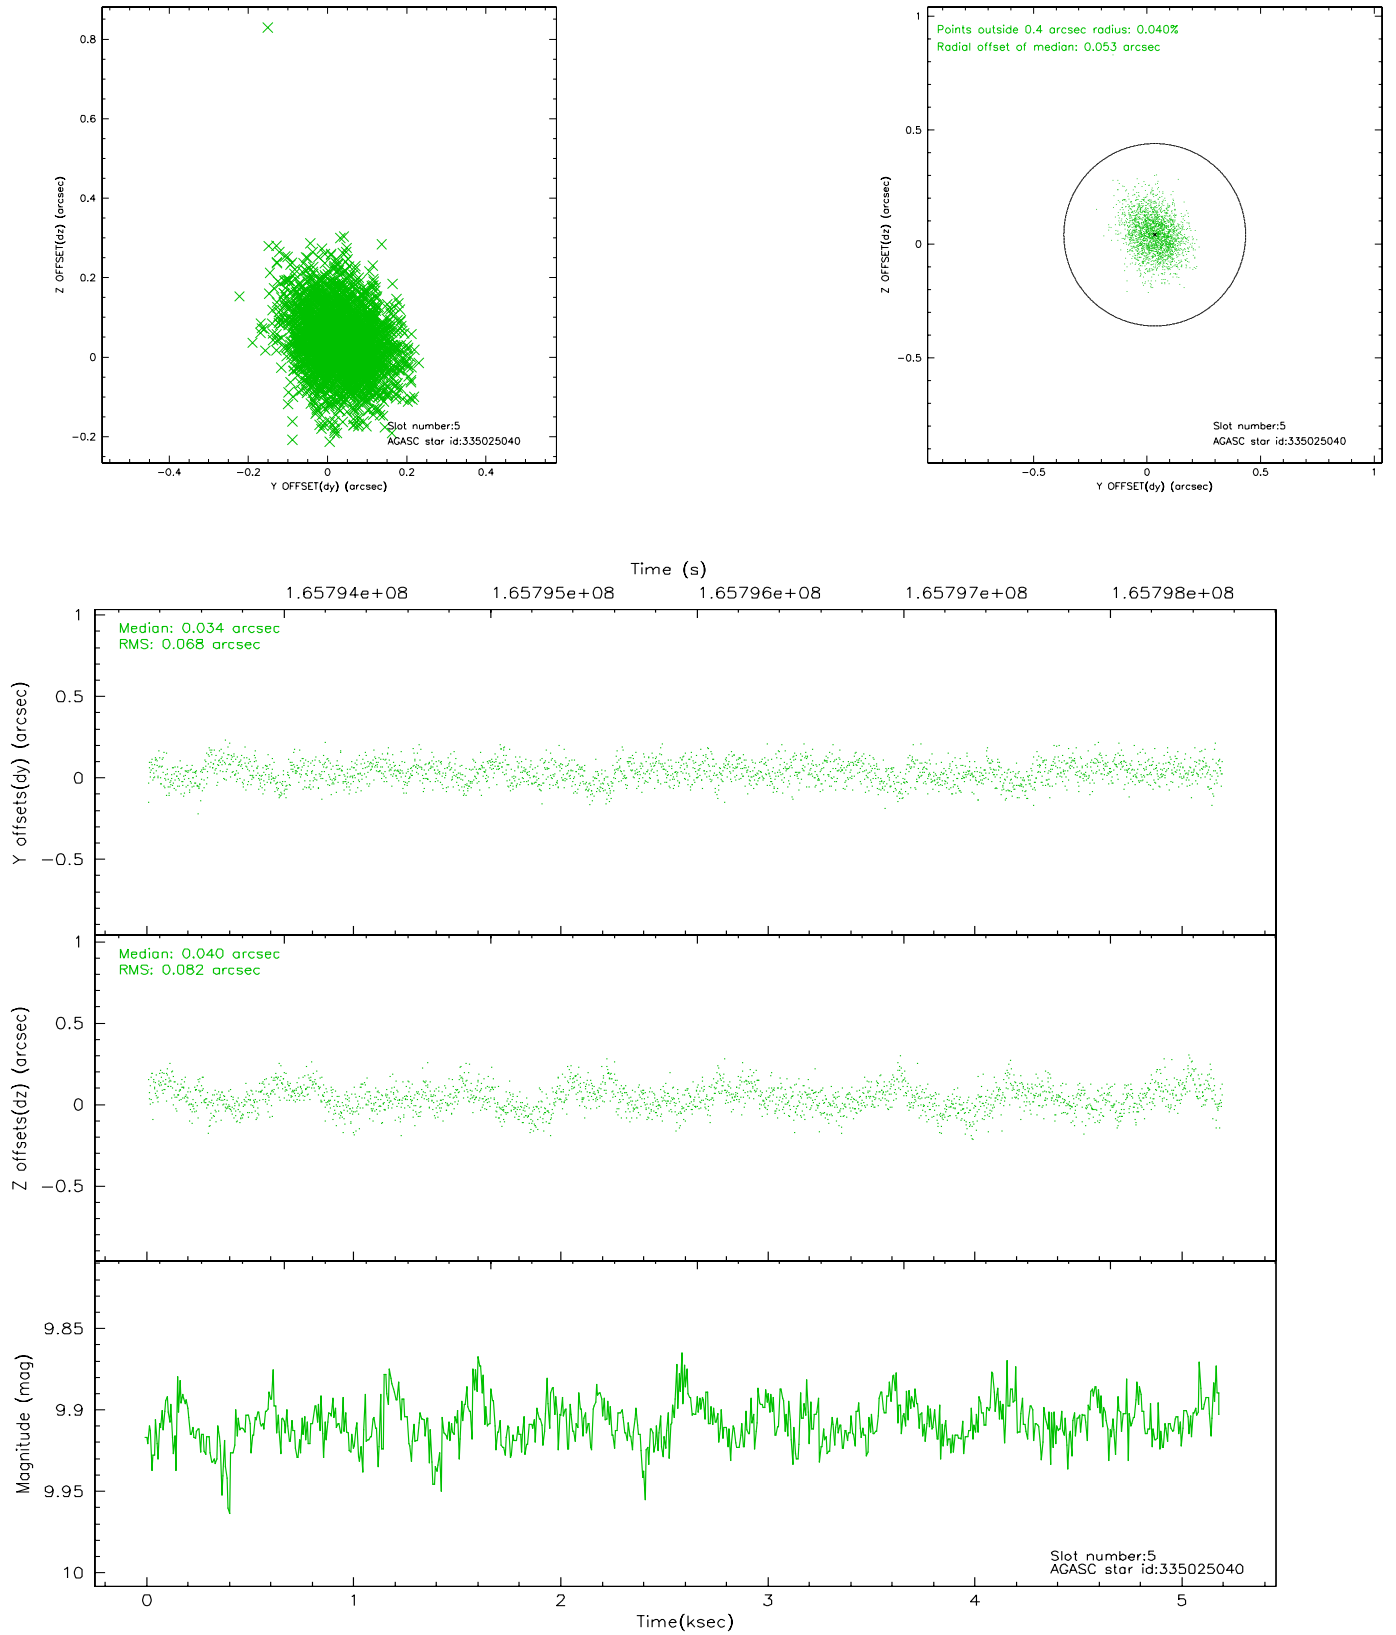 0.8
0.6
0.4
0.2
0
−0.2
Z OFFSET(dz) (arcsec)
Slot number:5
AGASC star id:335025040
−0.4 −0.2 0 0.2 0.4
Y OFFSET(dy) (arcsec)
Points outside 0.4 arcsec radius: 0.040%
Radial offset of median: 0.053 arcsec
1
0.5
0
−0.5
Z OFFSET(dz) (arcsec)
Slot number:5
AGASC star id:335025040
−0.5 0 0.5 1
Y OFFSET(dy) (arcsec)
Time (s)
1.65794e+08 1.65795e+08 1.65796e+08 1.65797e+08 1.65798e+08
Median: 0.034 arcsec
RMS: 0.068 arcsec
1
0.5
0
−0.5
Y offsets(dy) (arcsec)
Median: 0.040 arcsec
RMS: 0.082 arcsec
1
0.5
0
−0.5
Z offsets(dz) (arcsec)
9.85
9.9
9.95
10
Magnitude (mag)
Slot number:5
AGASC star id:335025040
0 1 2 3 4 5
Time(ksec)